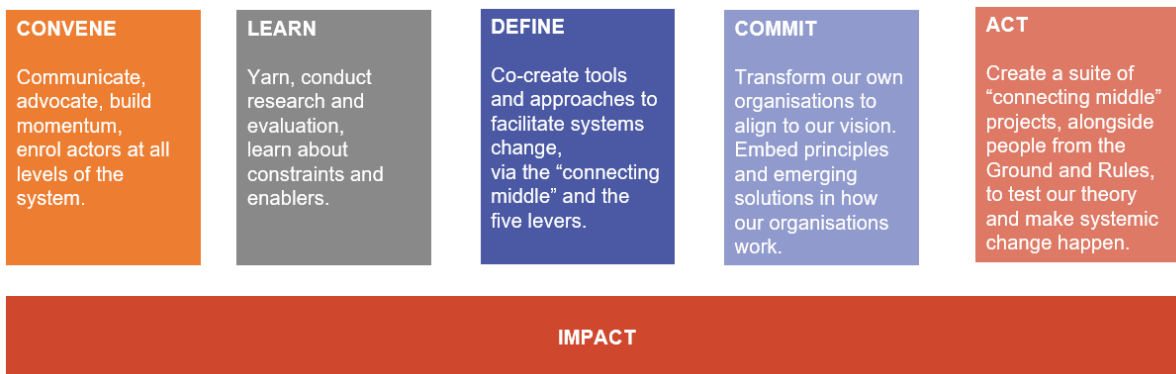 CONVENE
Communicate,
advocate, build
momentum,
enrol actors at all
levels of the
system.
LEARN
Yarn, conduct
research and
evaluation,
learn about
constraints and
enablers.
DEFINE
Co-create tools
and approaches to
facilitate systems
change,
via the “connecting
middle” and the
five levers.
COMMIT
Transform our own
organisations to
align to our vision.
Embed principles
and emerging
solutions in how
our organisations
work.
ACT
Create a suite of
“connecting middle”
projects, alongside
people from the
Ground and Rules,
to test our theory
and make systemic
change happen.
IMPACT